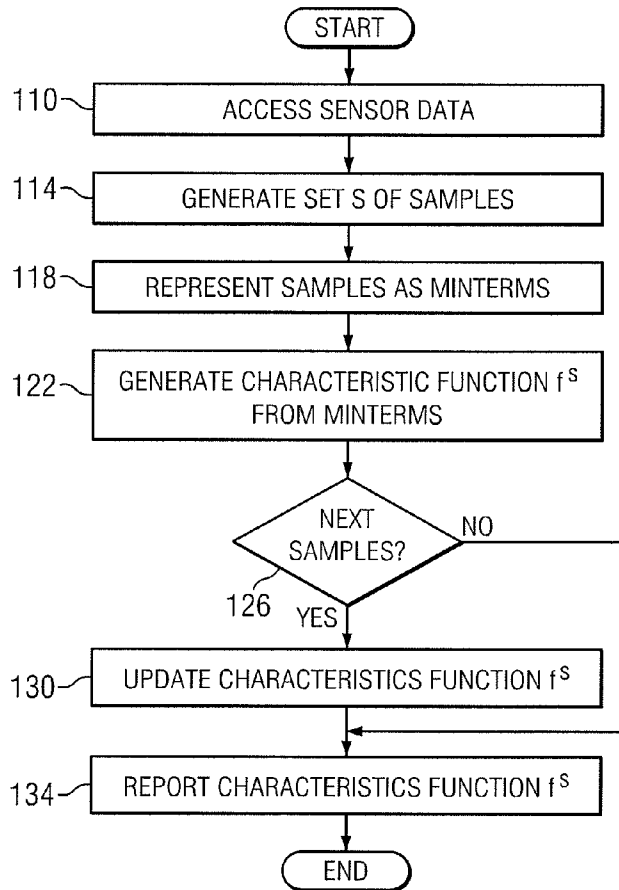 START
110
ACCESS SENSOR DATA
114
GENERATE SET S OF SAMPLES
118
REPRESENT SAMPLES AS MINTERMS
122
GENERATE CHARACTERISTIC FUNCTION f^S
FROM MINTERMS
NEXT
SAMPLES?
NO
126
YES
130
UPDATE CHARACTERISTICS FUNCTION f^S
134
REPORT CHARACTERISTICS FUNCTION f^S
END